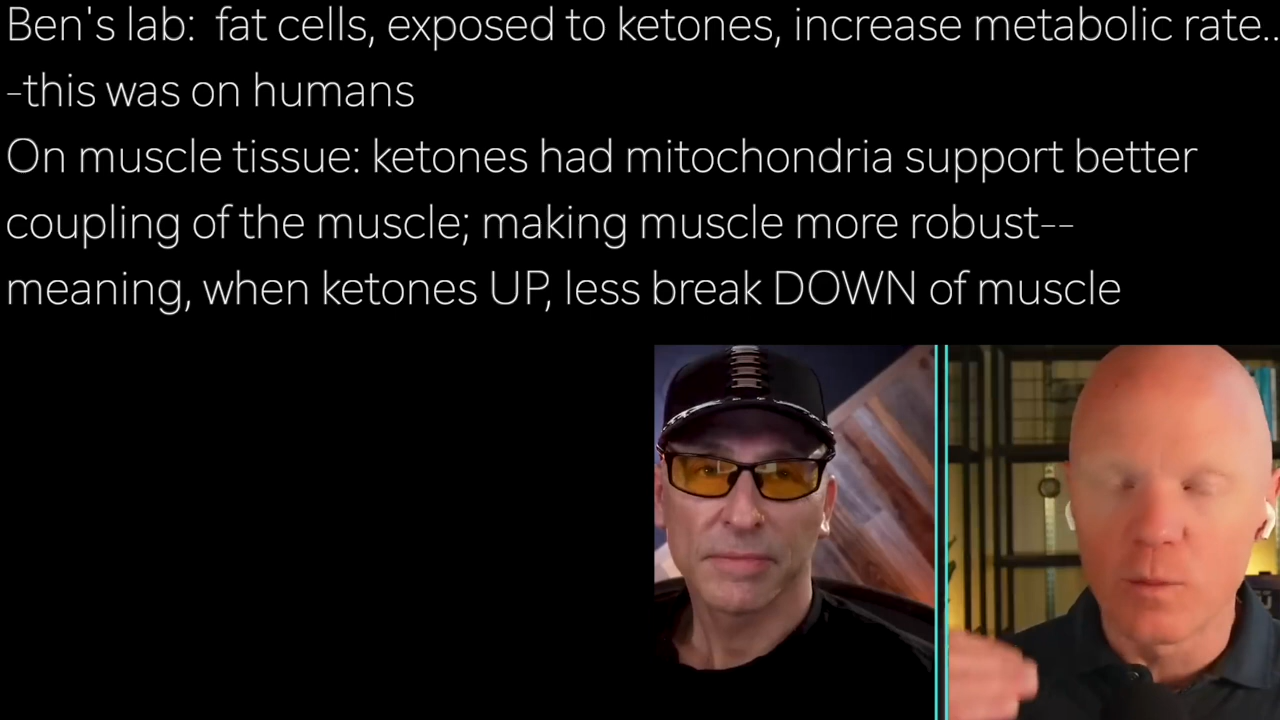 Ben's lab: fat cells, exposed to ketones, increase metabolic rate..
-this was on humans
On muscle tissue: ketones had mitochondria support better
coupling of the muscle; making muscle more robust--
meaning, when ketones UP, less break DOWN of muscle